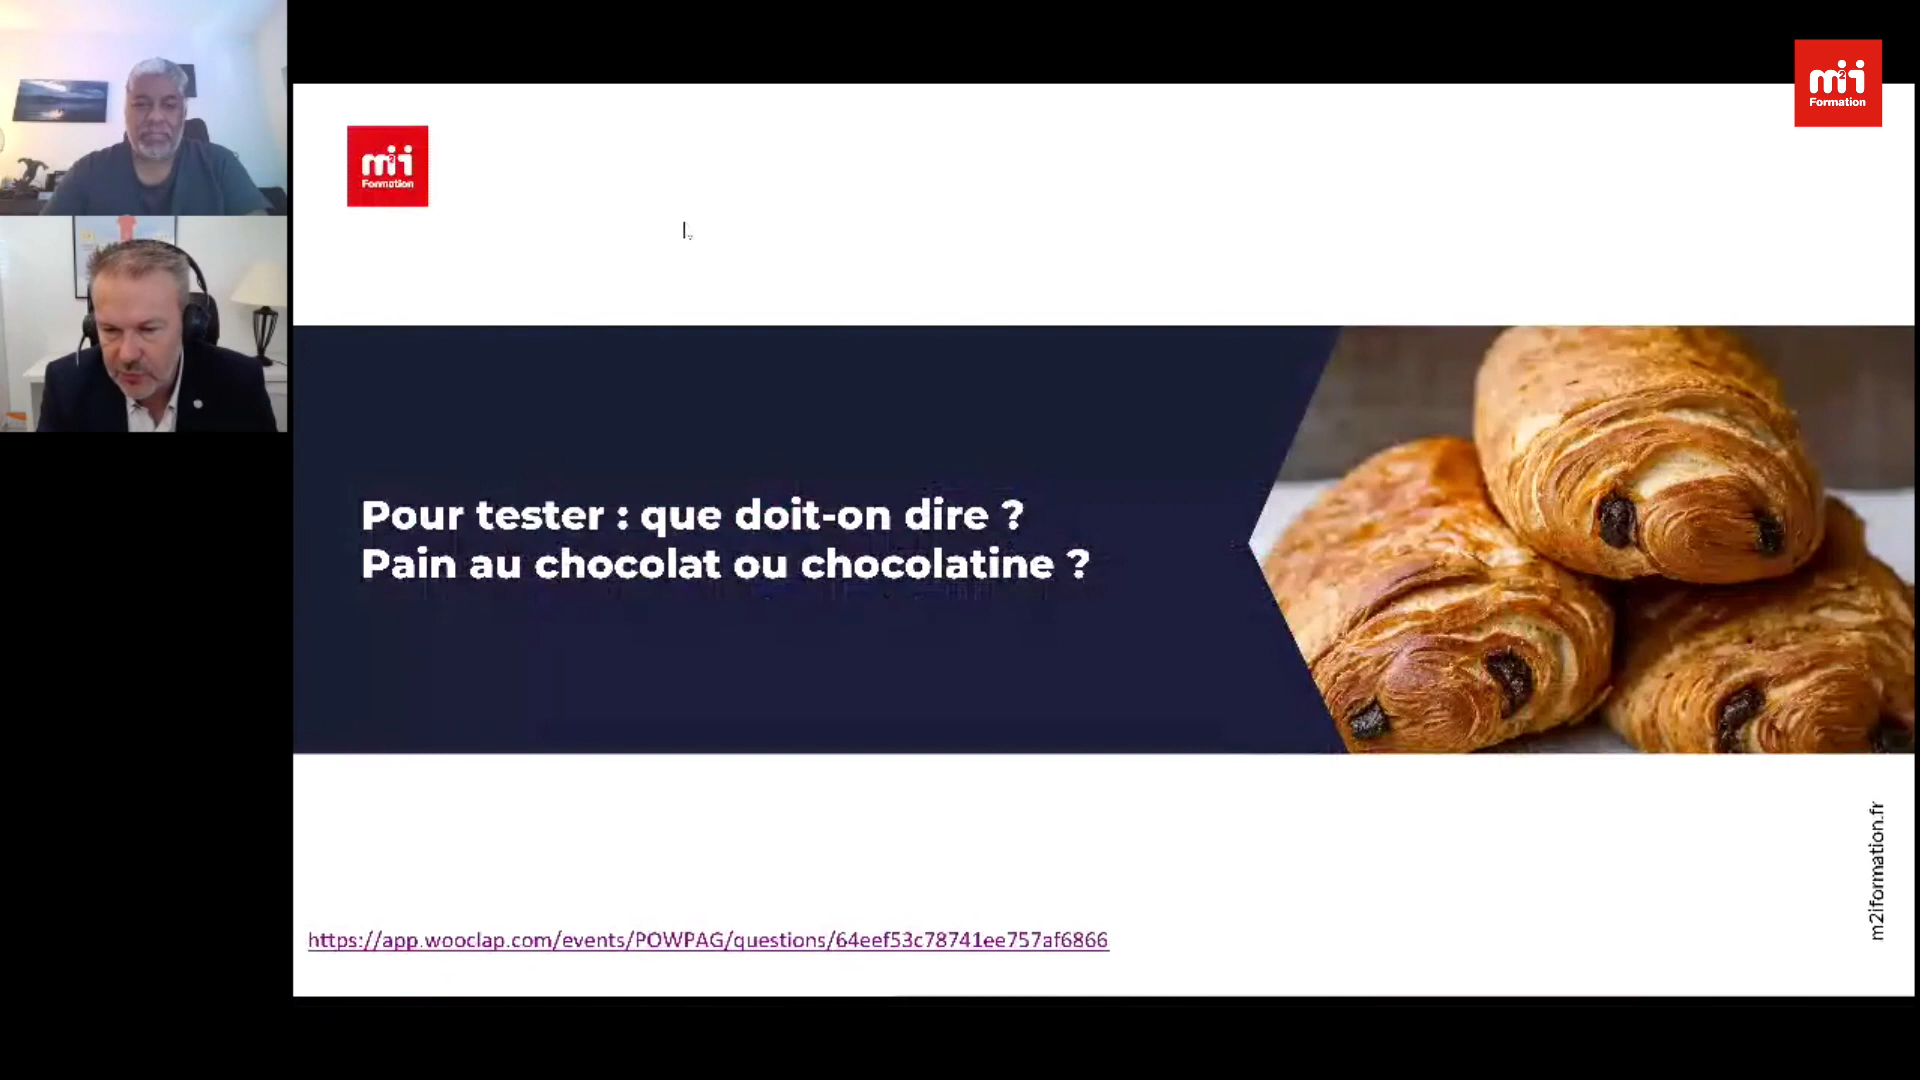 m2i
Formation
m2i
Formation
Pour tester : que doit-on dire ?
Pain au chocolat ou chocolatine ?
m2iformation.fr
https://app.wooclap.com/events/POWPAG/questions/64eef53c78741ee757af6866